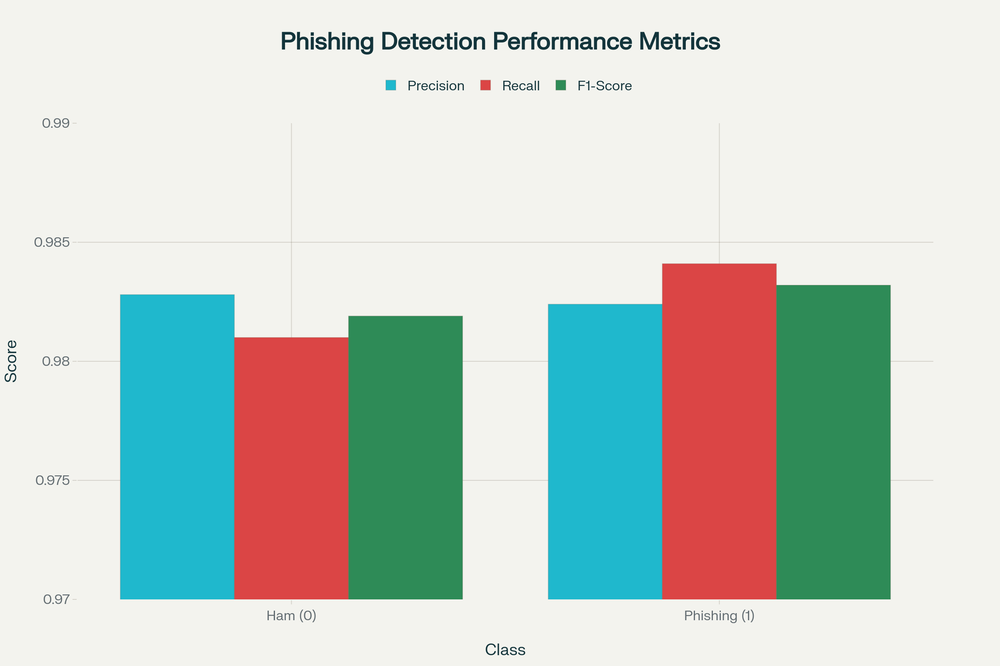 Phishing Detection Performance Metrics
Precision Recall F1-Score
0.99
0.985
0.98
0.975
0.97
Score
Ham (0) Phishing (1)
Class